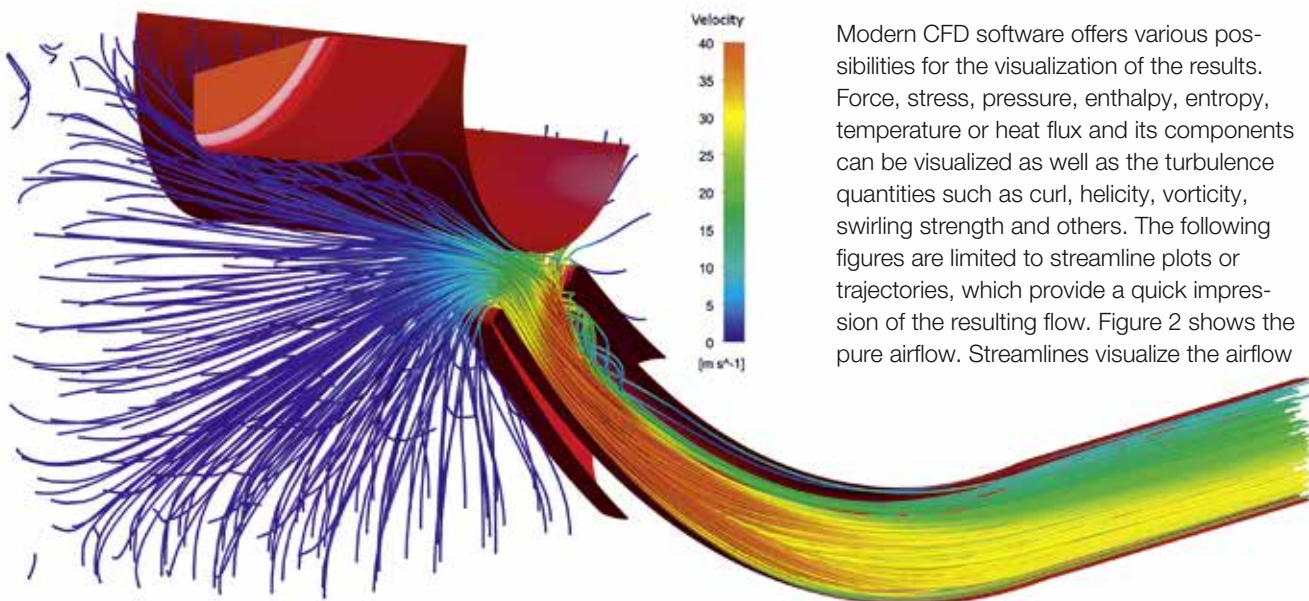 Velocity
40
35
30
25
20
15
10
5
0
[m s^-1]
Modern CFD software offers various pos-
sibilities for the visualization of the results.
Force, stress, pressure, enthalpy, entropy,
temperature or heat flux and its components
can be visualized as well as the turbulence
quantities such as curl, helicity, vorticity,
swirling strength and others. The following
figures are limited to streamline plots or
trajectories, which provide a quick impres-
sion of the resulting flow. Figure 2 shows the
pure airflow. Streamlines visualize the airflow